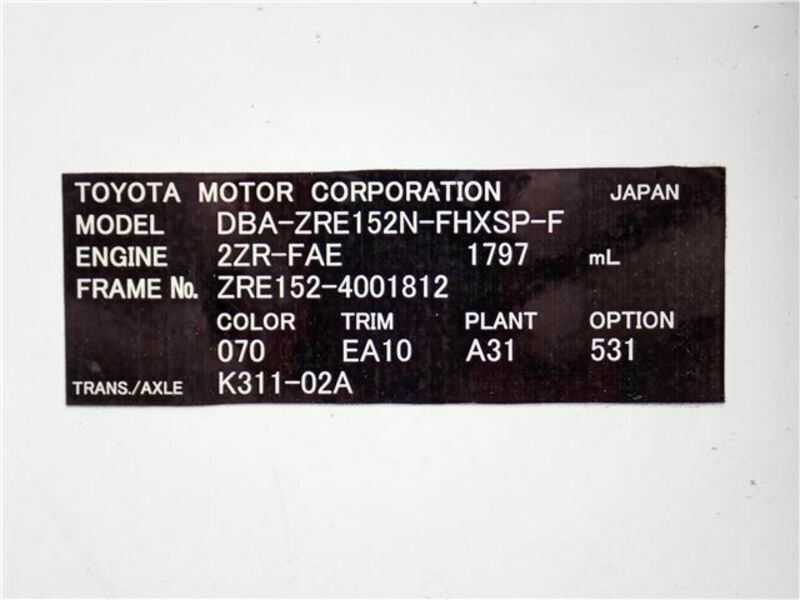 TOYOTA MOTOR CORPORATION JAPAN
MODEL DBA-ZRE152N-FHXSP-F
ENGINE 2ZR-FAE 1797 mL
FRAME No. ZRE152-4001812
COLOR TRIM PLANT OPTION
070 EA10 A31 531
TRANS./AXLE K311-02A